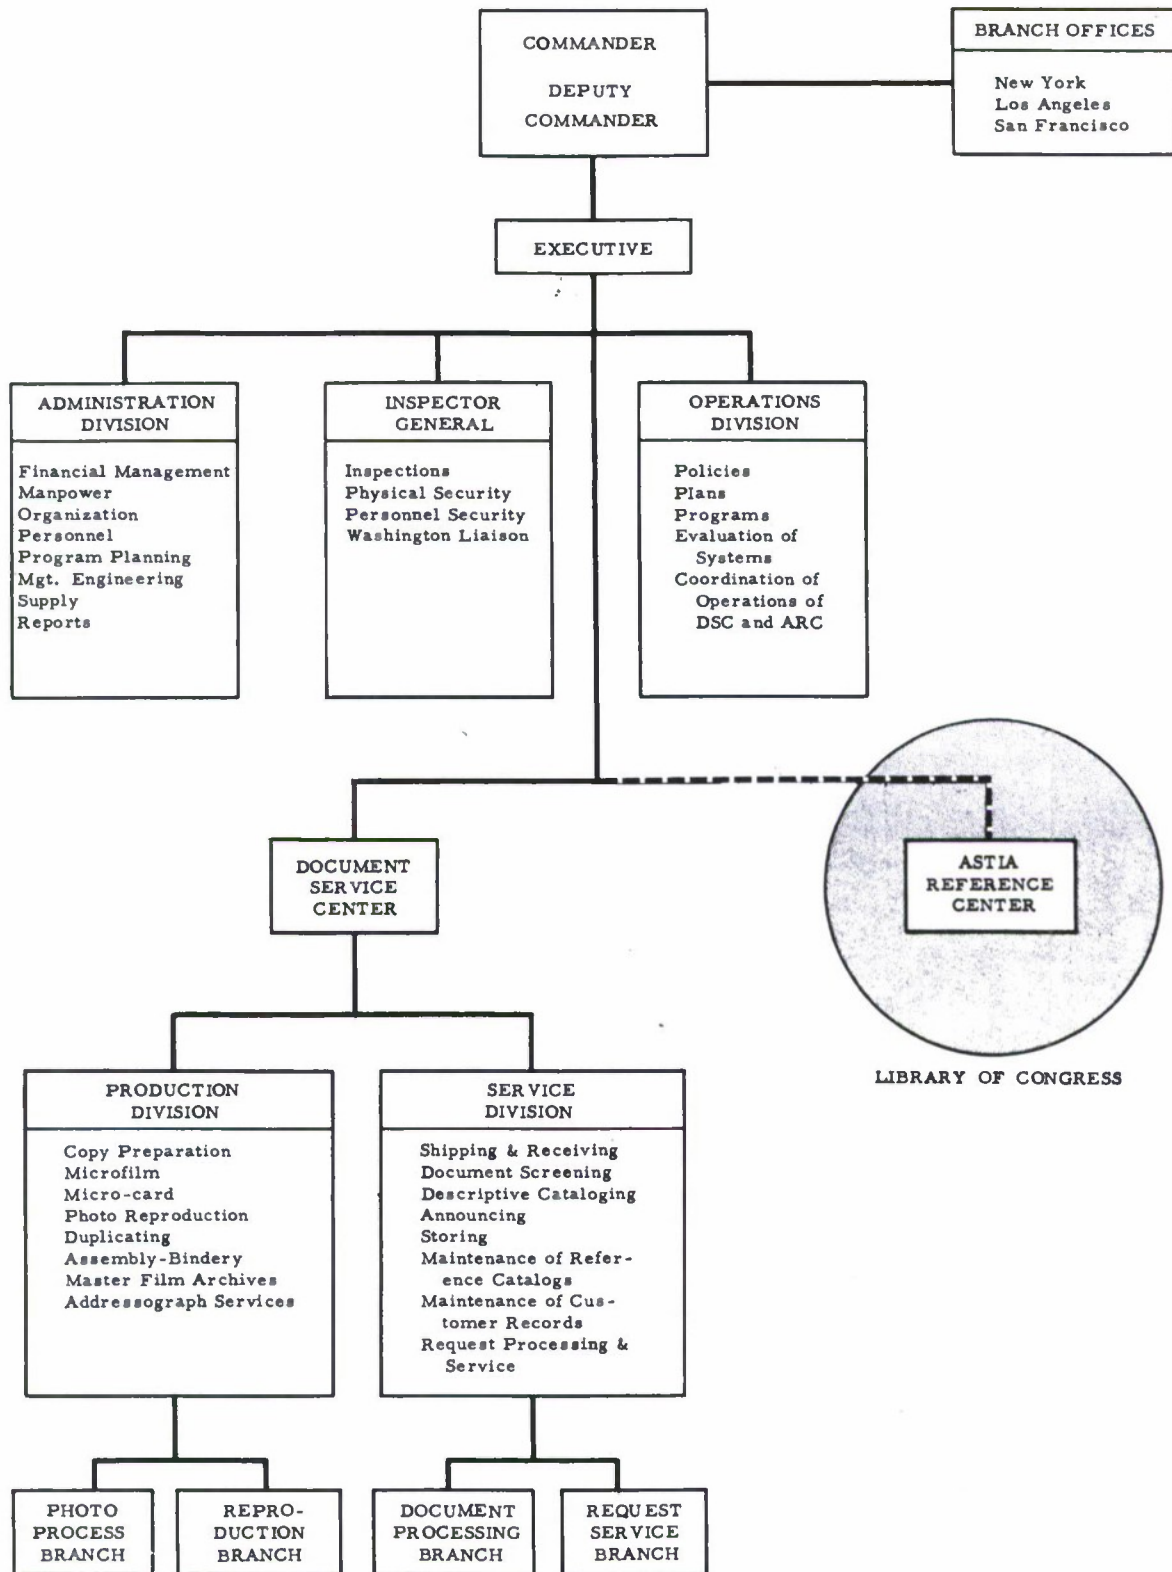 COMMANDER
DEPUTY
COMMANDER
BRANCH OFFICES
New York
Los Angeles
San Francisco
EXECUTIVE
ADMINISTRATION
DIVISION
Financial Management
Manpower
Organization
Personnel
Program Planning
Mgt. Engineering
Supply
Reports
INSPECTOR
GENERAL
Inspections
Physical Security
Personnel Security
Washington Liaison
OPERATIONS
DIVISION
Policies
Plans
Programs
Evaluation of
Systems
Coordination of
Operations of
DSC and ARC
DOCUMENT
SERVICE
CENTER
ASTIA
REFERENCE
CENTER
LIBRARY OF CONGRESS
PRODUCTION
DIVISION
Copy Preparation
Microfilm
Micro-card
Photo Reproduction
Duplicating
Assembly-Bindery
Master Film Archives
Addressograph Services
SERVICE
DIVISION
Shipping & Receiving
Document Screening
Descriptive Cataloging
Announcing
Storing
Maintenance of Refer-
ence Catalogs
Maintenance of Cus-
tomer Records
Request Processing &
Service
PHOTO
PROCESS
BRANCH
REPRO-
DUCTION
BRANCH
DOCUMENT
PROCESSING
BRANCH
REQUEST
SERVICE
BRANCH